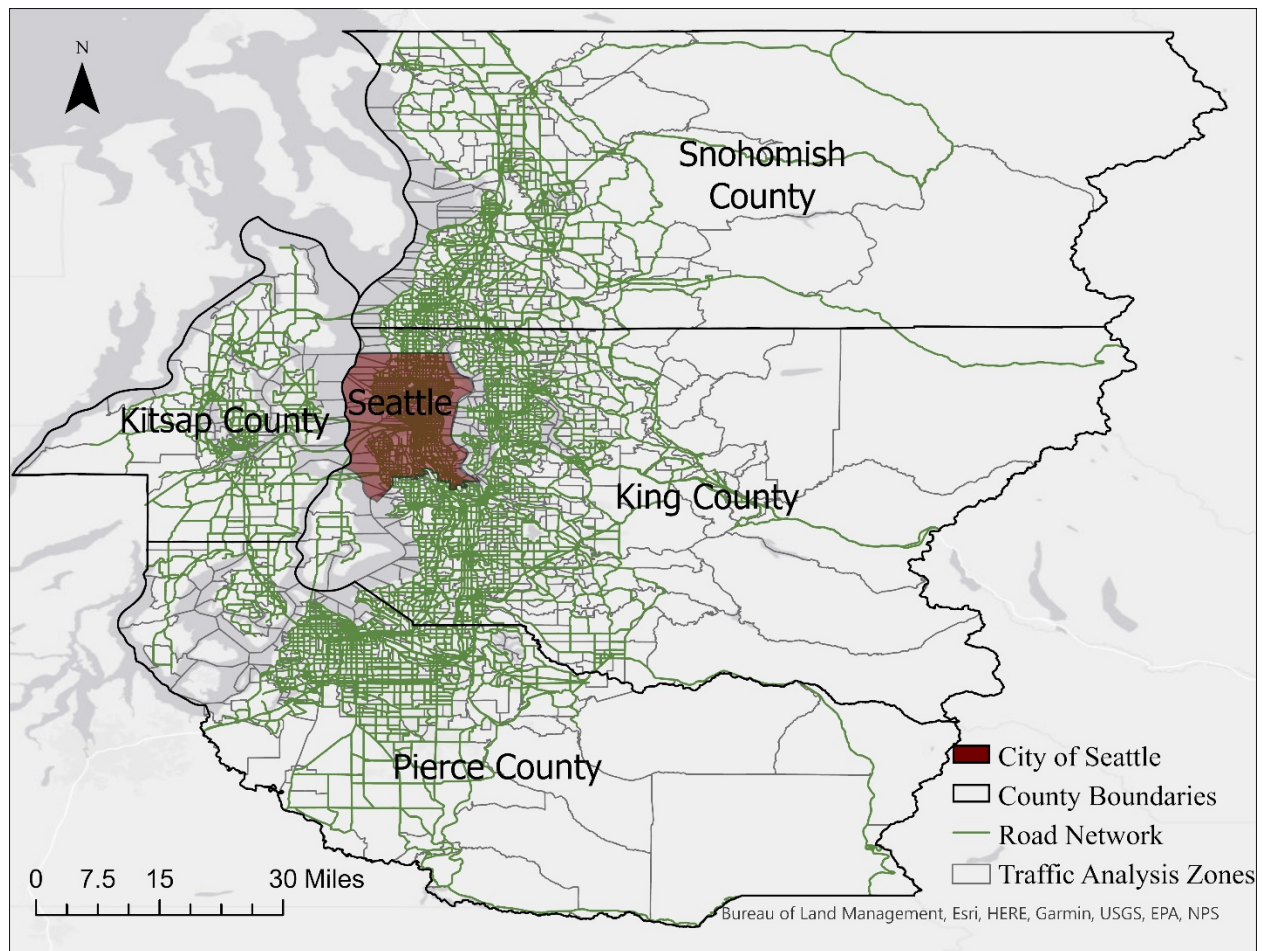 N
Snohomish
County
Seattle
Kitsap County
King County
Pierce County
City of Seattle
County Boundaries
Road Network
Traffic Analysis Zones
0 7.5 15 30 Miles
Bureau of Land Management, Esri, HERE, Garmin, USGS, EPA, NPS